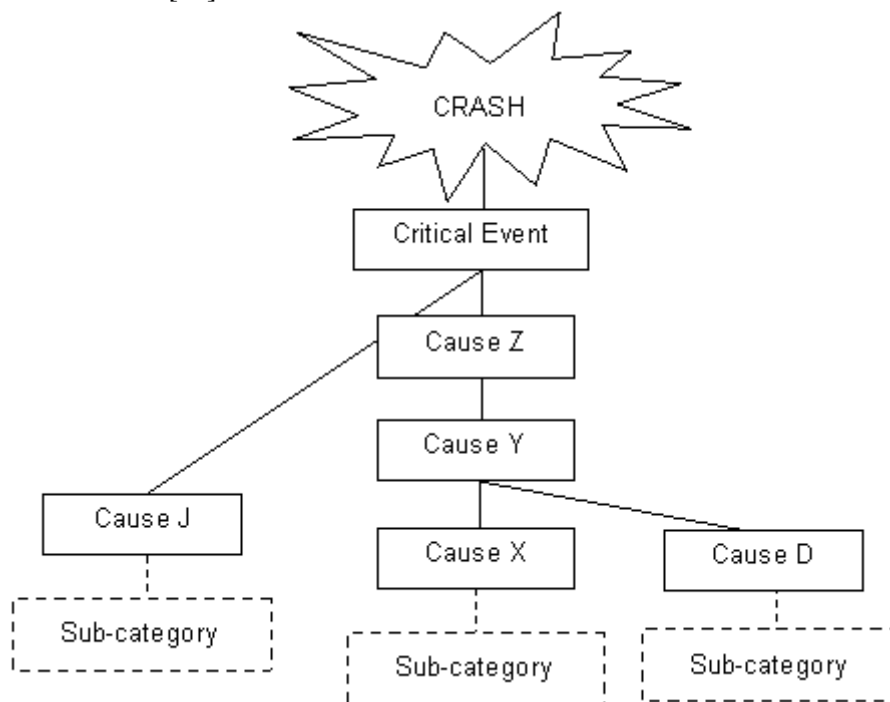 CRASH
Critical Event
Cause Z
Cause Y
Cause J
Cause X
Cause D
Sub-category
Sub-category
Sub-category